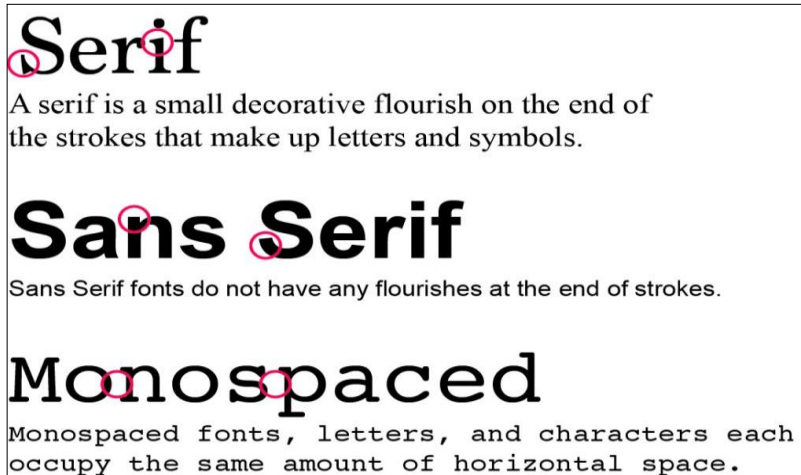 Serif
A serif is a small decorative flourish on the end of
the strokes that make up letters and symbols.
Sans Serif
Sans Serif fonts do not have any flourishes at the end of strokes.
Monospaced
Monospaced fonts, letters, and characters each
occupy the same amount of horizontal space.